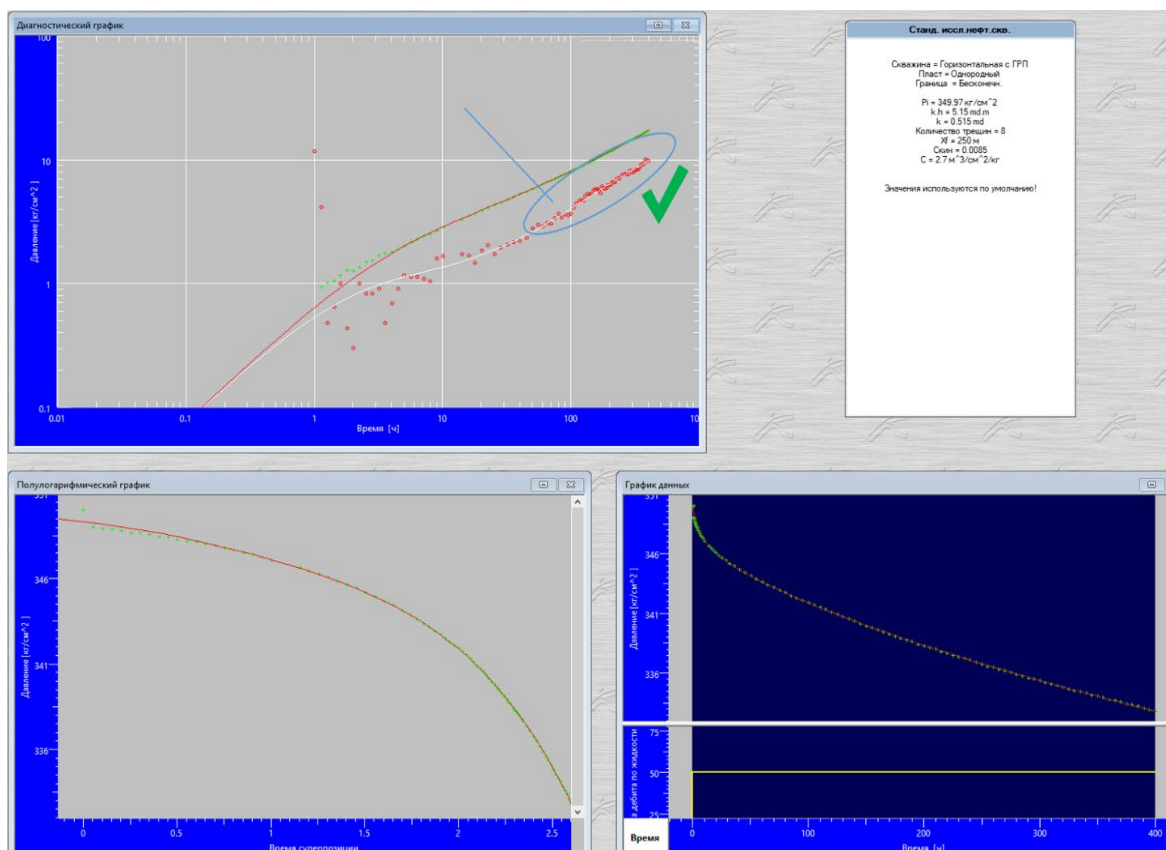 Диагностический график
Давление [кг/см^2 ]
100
10
1
0.1
0.01
0.1
1
10
100
Время [ч]
Станд. иссл.нефт.скв.
Скважина = Горизонтальная с ГРП
Пласт = Однородный
Граница = Бесконечн.
Pi = 349.97 кг/см^2
k.h = 5.15 md.m
k = 0.515 md
Количество трещин = 8
Xf = 250 м
Скин = 0.0085
C = 2.7 м^3/см^2/кг
Значения используются по умолчанию!
Полулогарифмический график
Давление [кг/см^2 ]
351
346
341
336
0
0.5
1
1.5
2
2.5
Время суперпозиции
График данных
Давление [кг/см^2 ]
351
346
341
336
а дебита по жидкости
75
50
25
Время
0
100
200
300
400
Время [ч]